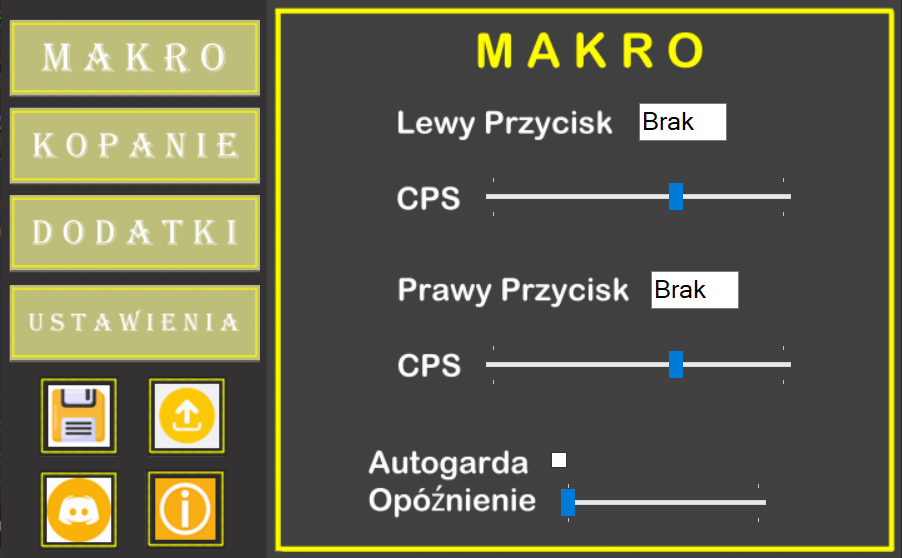 MAKRO
KOPANIE
DODATKI
USTAWIENIA
MAKRO
Lewy Przycisk Brak
CPS
Prawy Przycisk Brak
CPS
Autogarda
Opóźnienie